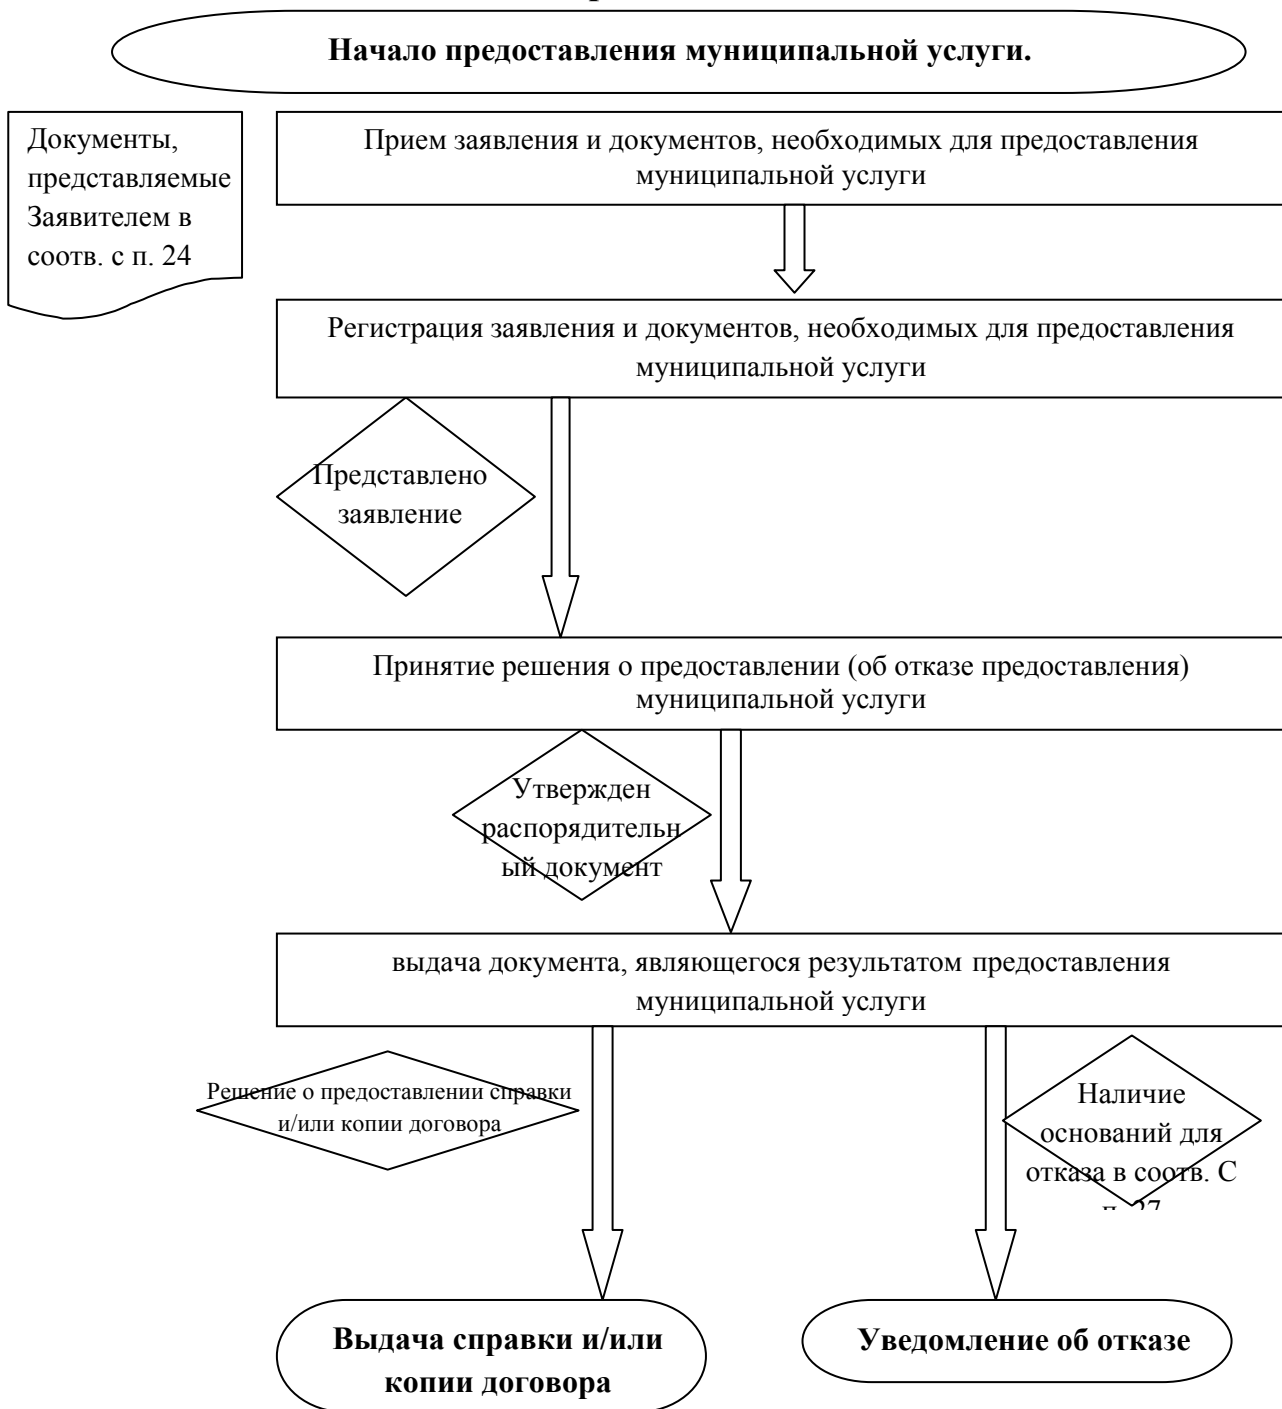 Начало предоставления муниципальной услуги.
Документы,
представляемые
Заявителем в
соотв. с п. 24
Прием заявления и документов, необходимых для предоставления
муниципальной услуги
Регистрация заявления и документов, необходимых для предоставления
муниципальной услуги
Представлено
заявление
Принятие решения о предоставлении (об отказе предоставления)
муниципальной услуги
Утвержден
распорядительн
ый документ
выдача документа, являющегося результатом предоставления
муниципальной услуги
Решение о предоставлении справки
и/или копии договора
Наличие
оснований для
отказа в соотв. С
п. 27
Выдача справки и/или
копии договора
Уведомление об отказе